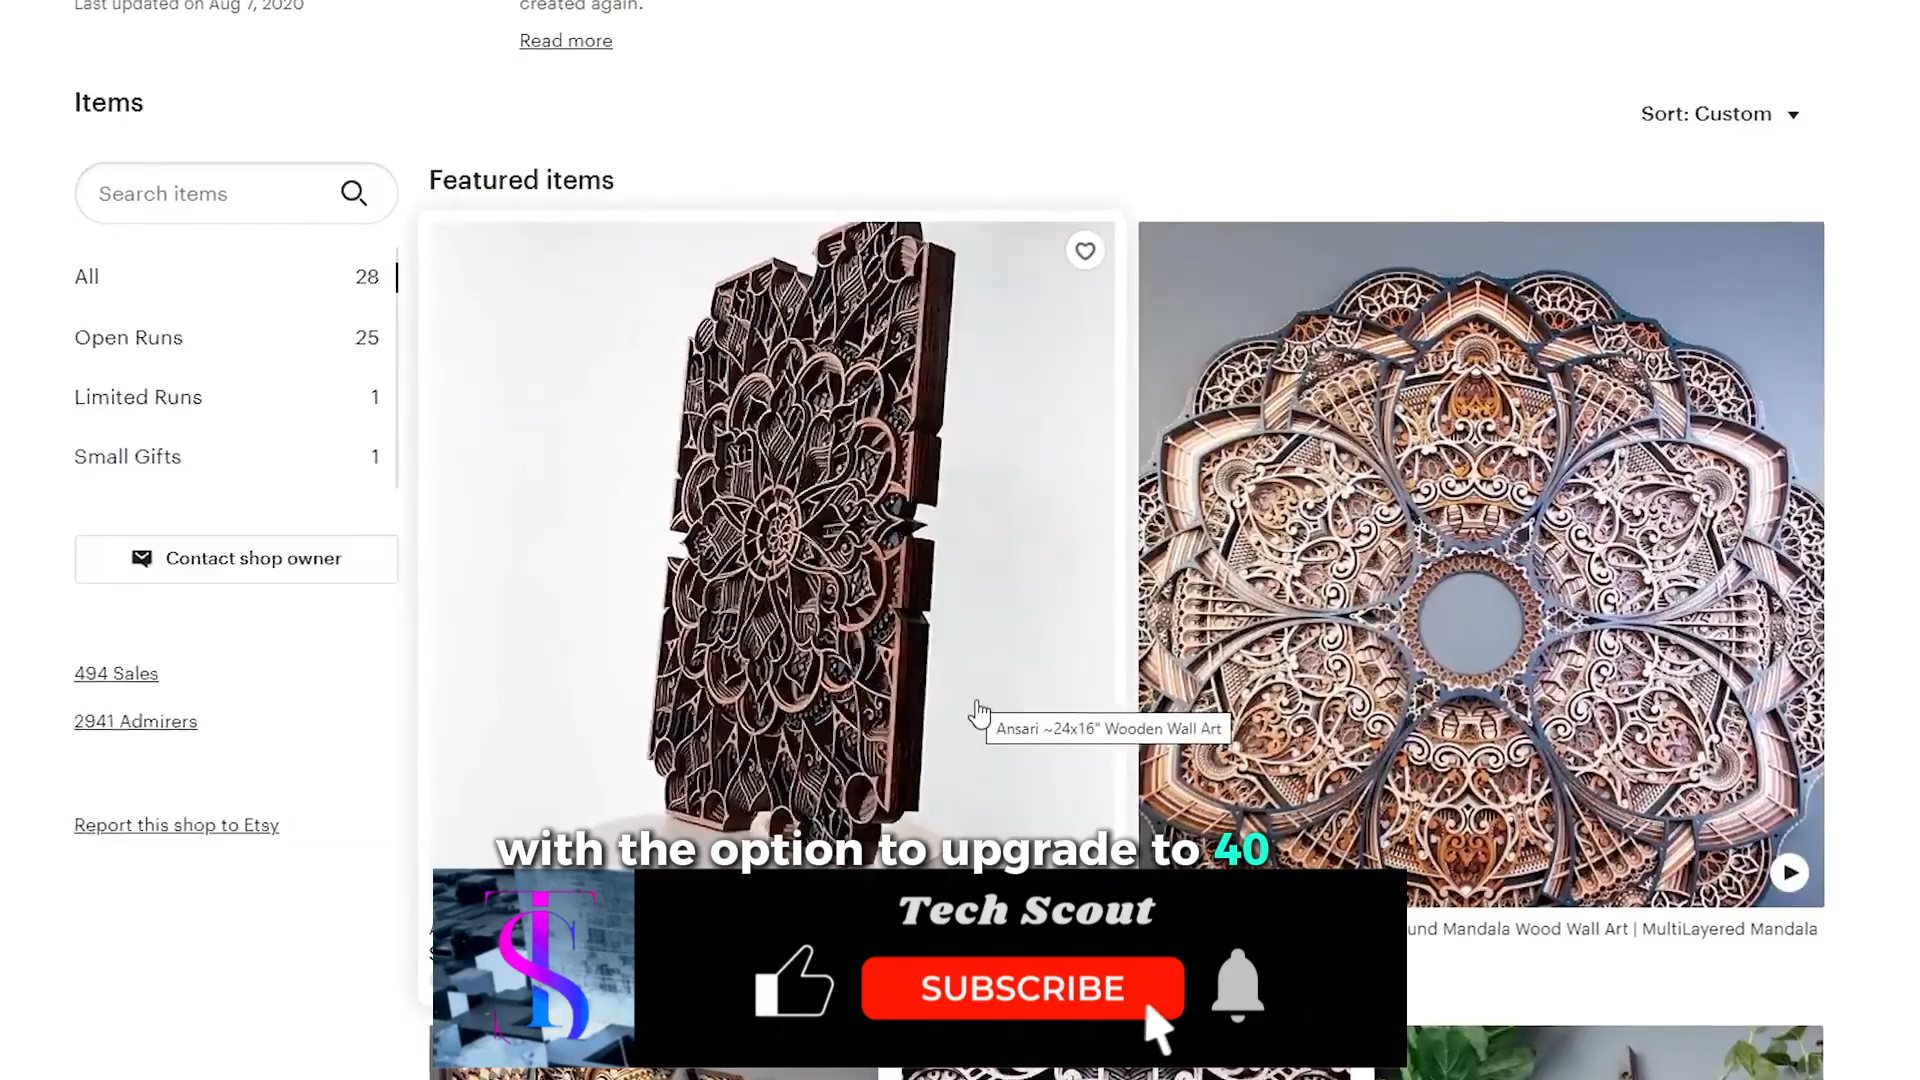 Last updated on Aug 7, 2020
created again.
Read more
Items
Sort: Custom
Search items
Featured items
All 28
Open Runs 25
Limited Runs 1
Small Gifts 1
Contact shop owner
494 Sales
2941 Admirers
Report this shop to Etsy
Ansari ~24x16" Wooden Wall Art
with the option to upgrade to 40
Tech Scout
SUBSCRIBE
Mandala Wood Wall Art | MultiLayered Mandala